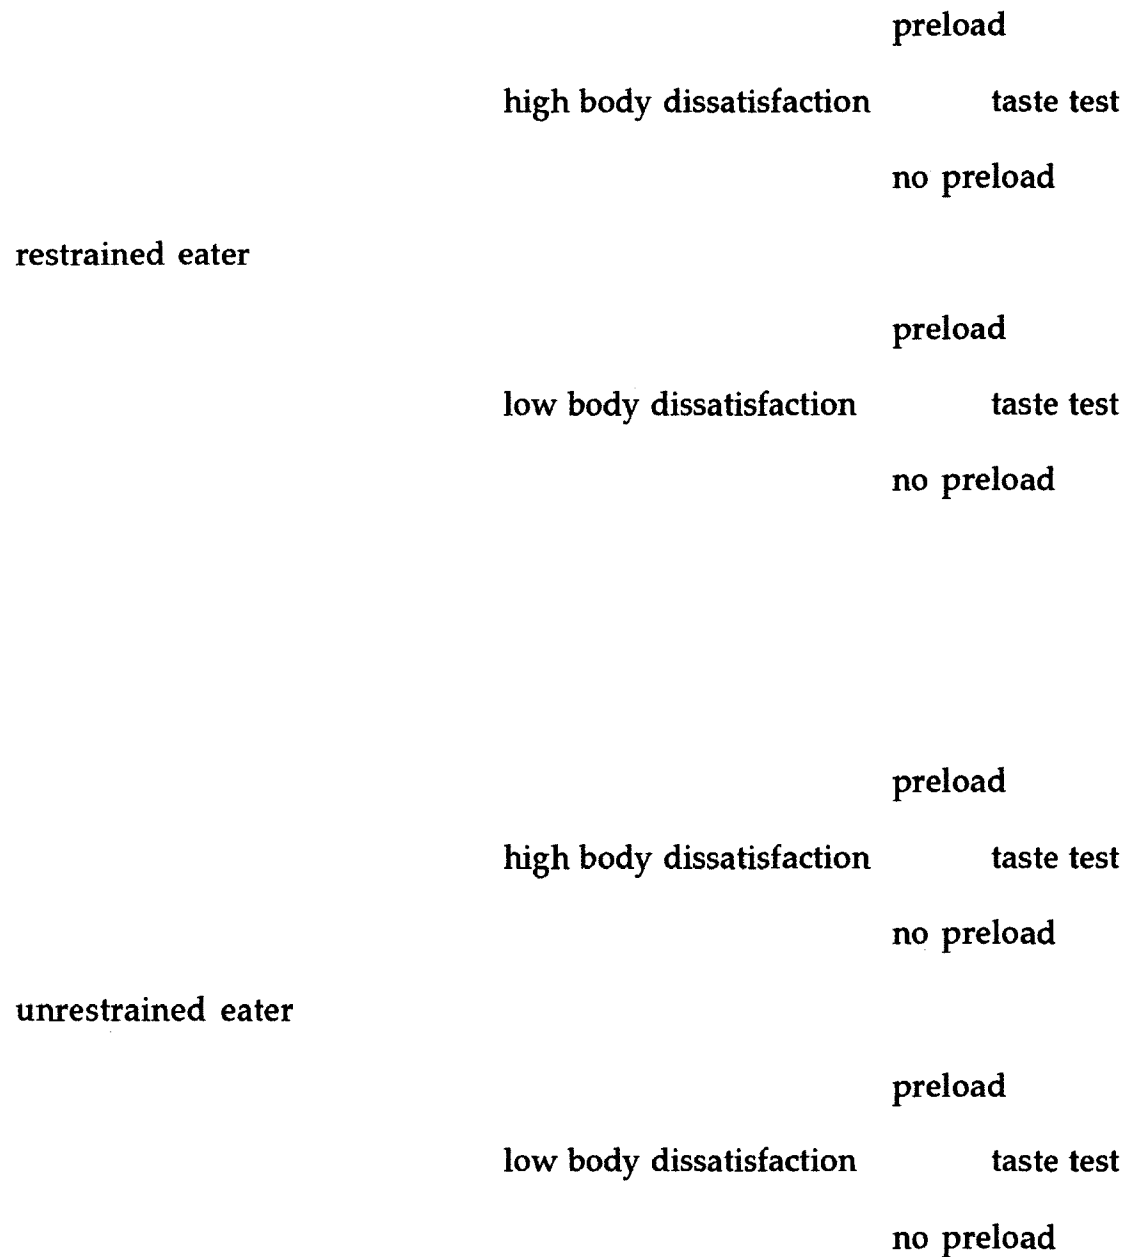 preload
high body dissatisfaction taste test
no preload
restrained eater
preload
low body dissatisfaction taste test
no preload
preload
high body dissatisfaction taste test
no preload
unrestrained eater
preload
low body dissatisfaction taste test
no preload